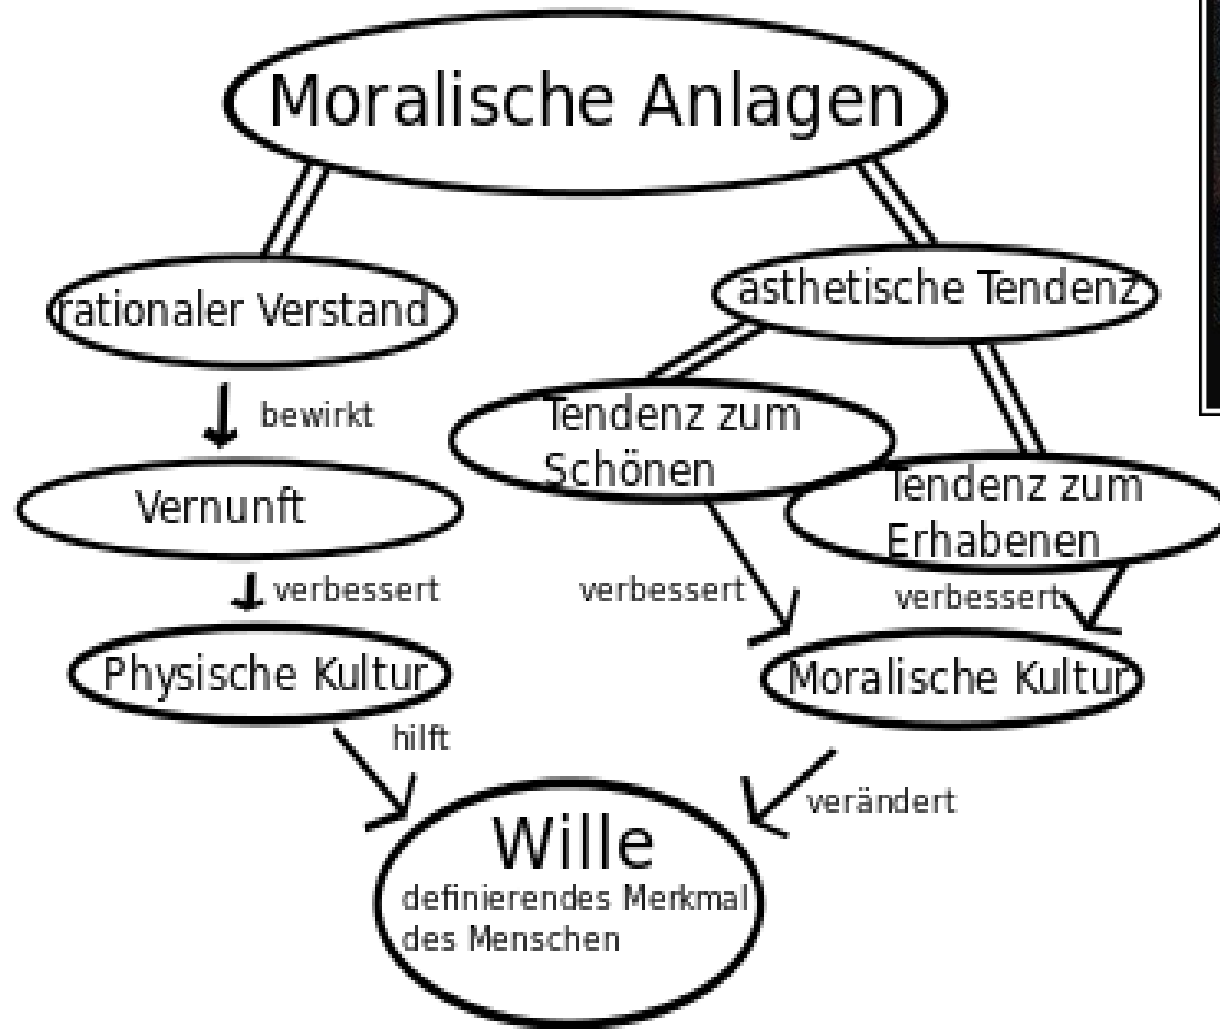 Moralische Anlagen
rationaler Verstand
ästhetische Tendenz
bewirkt
Tendenz zum
Schönen
Vernunft
Tendenz zum
Erhabenen
verbessert
verbessert
verbessert
Physische Kultur
Moralische Kultur
hilft
verändert
Wille
definierendes Merkmal
des Menschen